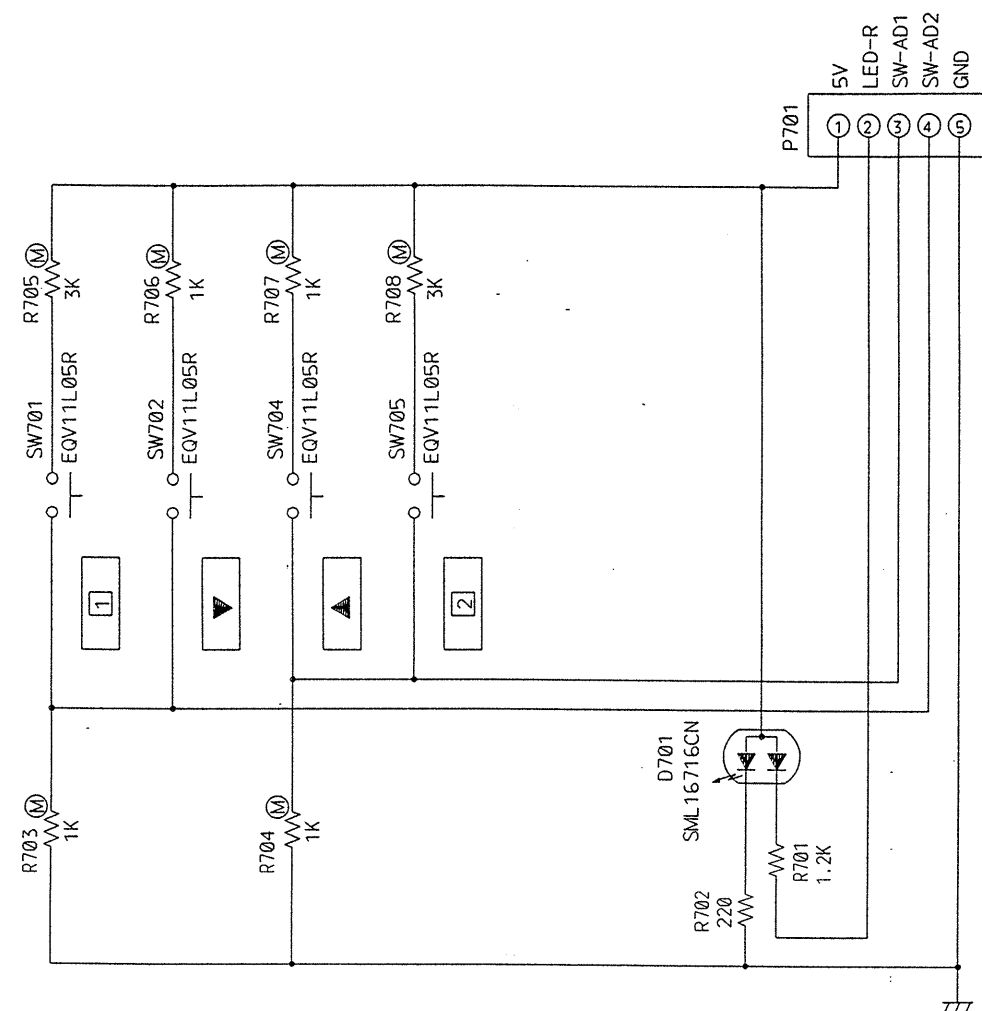 5V
LED-R
SW-AD1
SW-AD2
GND
P701
1
2
3
4
5
R705
M
3K
R706
M
1K
R707
M
1K
R708
M
3K
SW701
EQV11L05R
SW702
EQV11L05R
SW704
EQV11L05R
SW705
EQV11L05R
1
2
D701
SML16716CN
R703
M
1K
R704
M
1K
R701
1.2K
R702
220